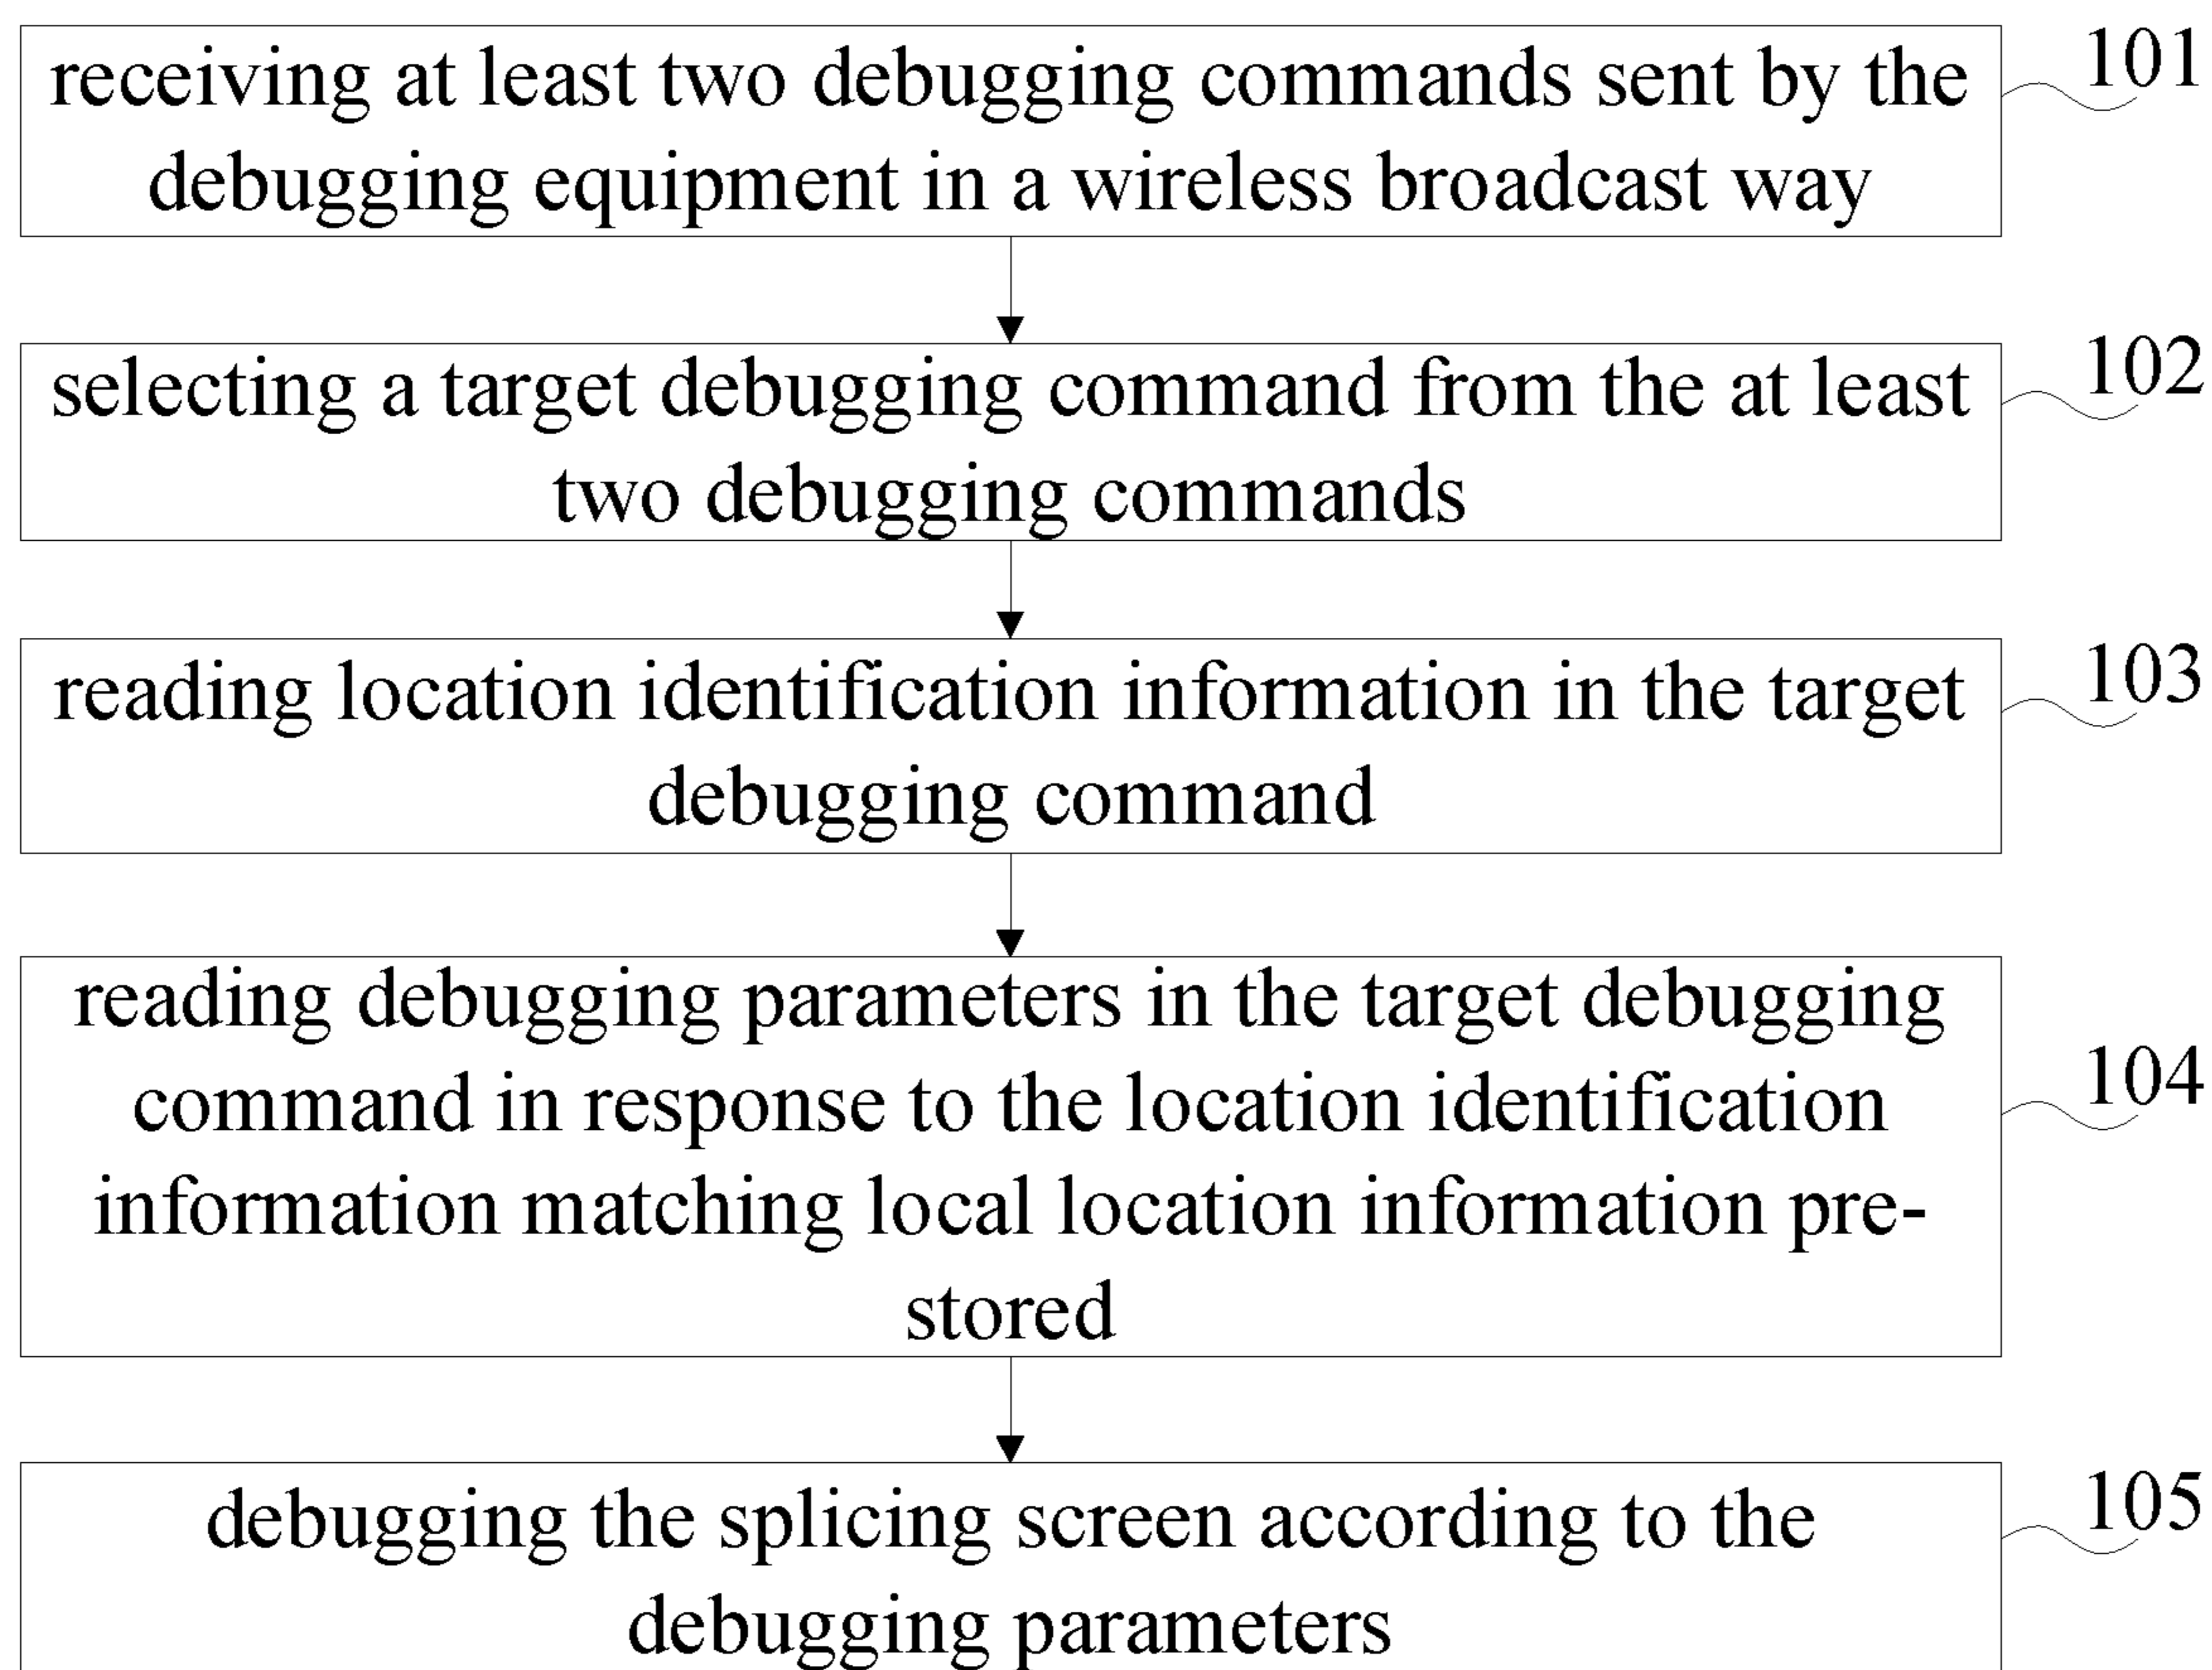 receiving at least two debugging commands sent by the
debugging equipment in a wireless broadcast way
101
selecting a target debugging command from the at least
two debugging commands
102
reading location identification information in the target
debugging command
103
reading debugging parameters in the target debugging
command in response to the location identification
information matching local location information pre-
stored
104
debugging the splicing screen according to the
debugging parameters
105